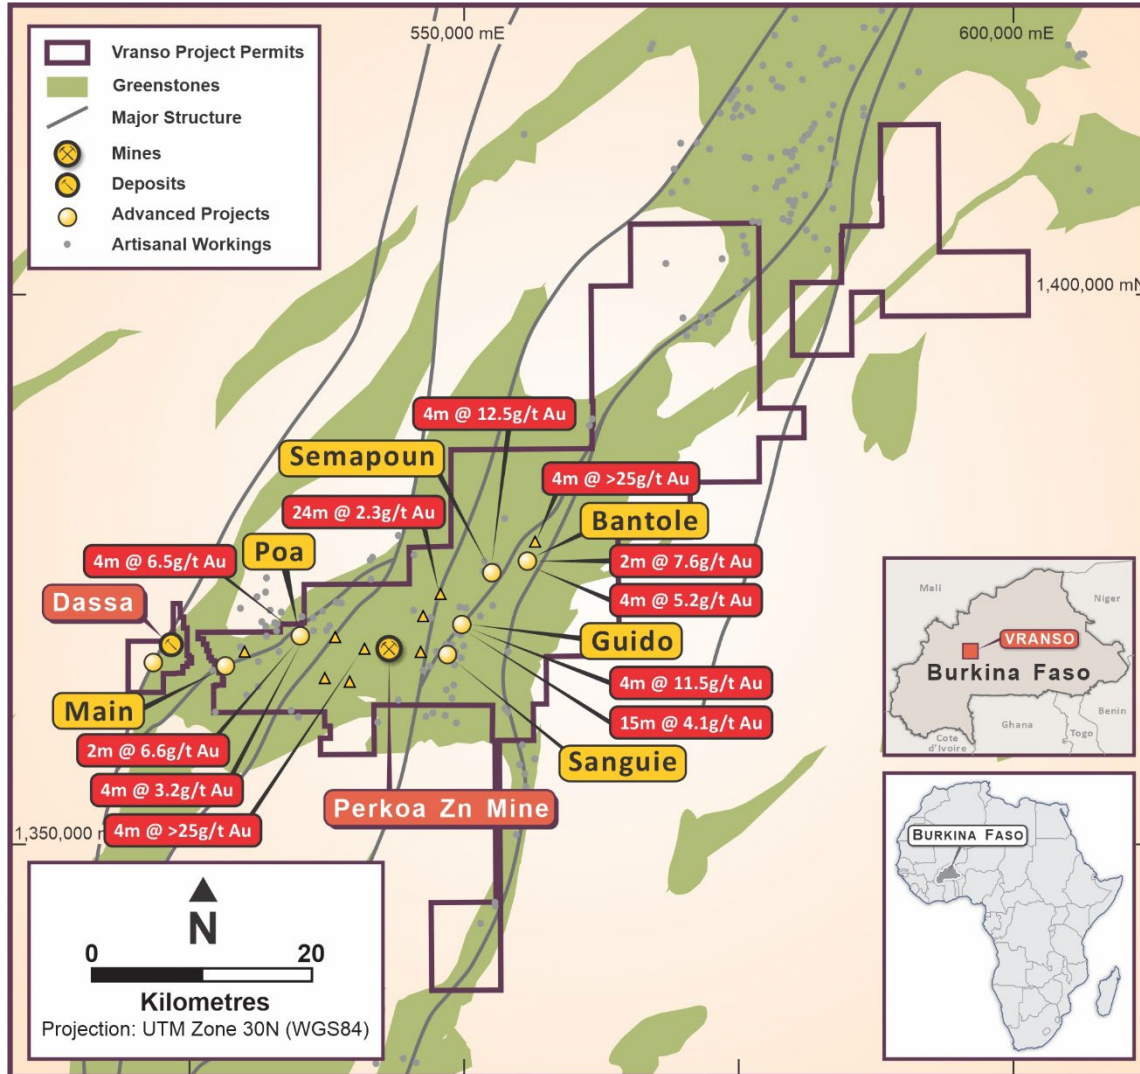 550,000 mE
600,000 mE
Vranso Project Permits
Greenstones
Major Structure
Mines
Deposits
Advanced Projects
Artisanal Workings
1,400,000 mN
4m @ 12.5g/t Au
Semapoun
4m @ >25g/t Au
24m @ 2.3g/t Au
Bantole
Poa
4m @ 6.5g/t Au
2m @ 7.6g/t Au
Dassa
4m @ 5.2g/t Au
Guido
Main
4m @ 11.5g/t Au
15m @ 4.1g/t Au
2m @ 6.6g/t Au
Sanguie
4m @ 3.2g/t Au
Perkoa Zn Mine
4m @ >25g/t Au
1,350,000 m
Mali
Niger
VRANSO
Burkina Faso
Ghana
Benin
Togo
Cote
d'Ivoire
BURKINA FASO
N
0
20
Kilometres
Projection: UTM Zone 30N (WGS84)